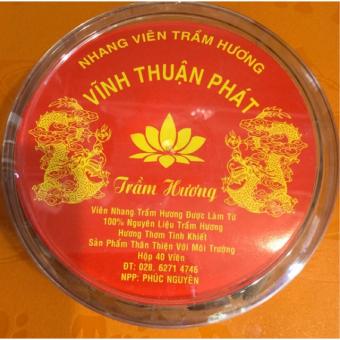 NHANG VIÊN TRẦM HƯƠNG
VĨNH THUẬN PHÁT
Trầm Hương
Viên Nhang Trầm Hương Được Làm Từ
100% Nguyên Liệu Trầm Hương
Hương Thơm Tinh Khiết
Sản Phẩm Thân Thiện Với Môi Trường
Hộp 40 Viên
ĐT: 028. 6271 4746
NPP: PHÚC NGUYÊN